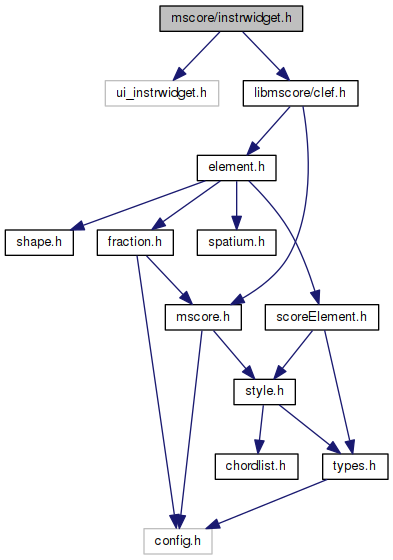 mscore/instrwidget.h
ui_instrwidget.h
libmscore/clef.h
element.h
shape.h
fraction.h
spatium.h
mscore.h
scoreElement.h
style.h
chordlist.h
types.h
config.h